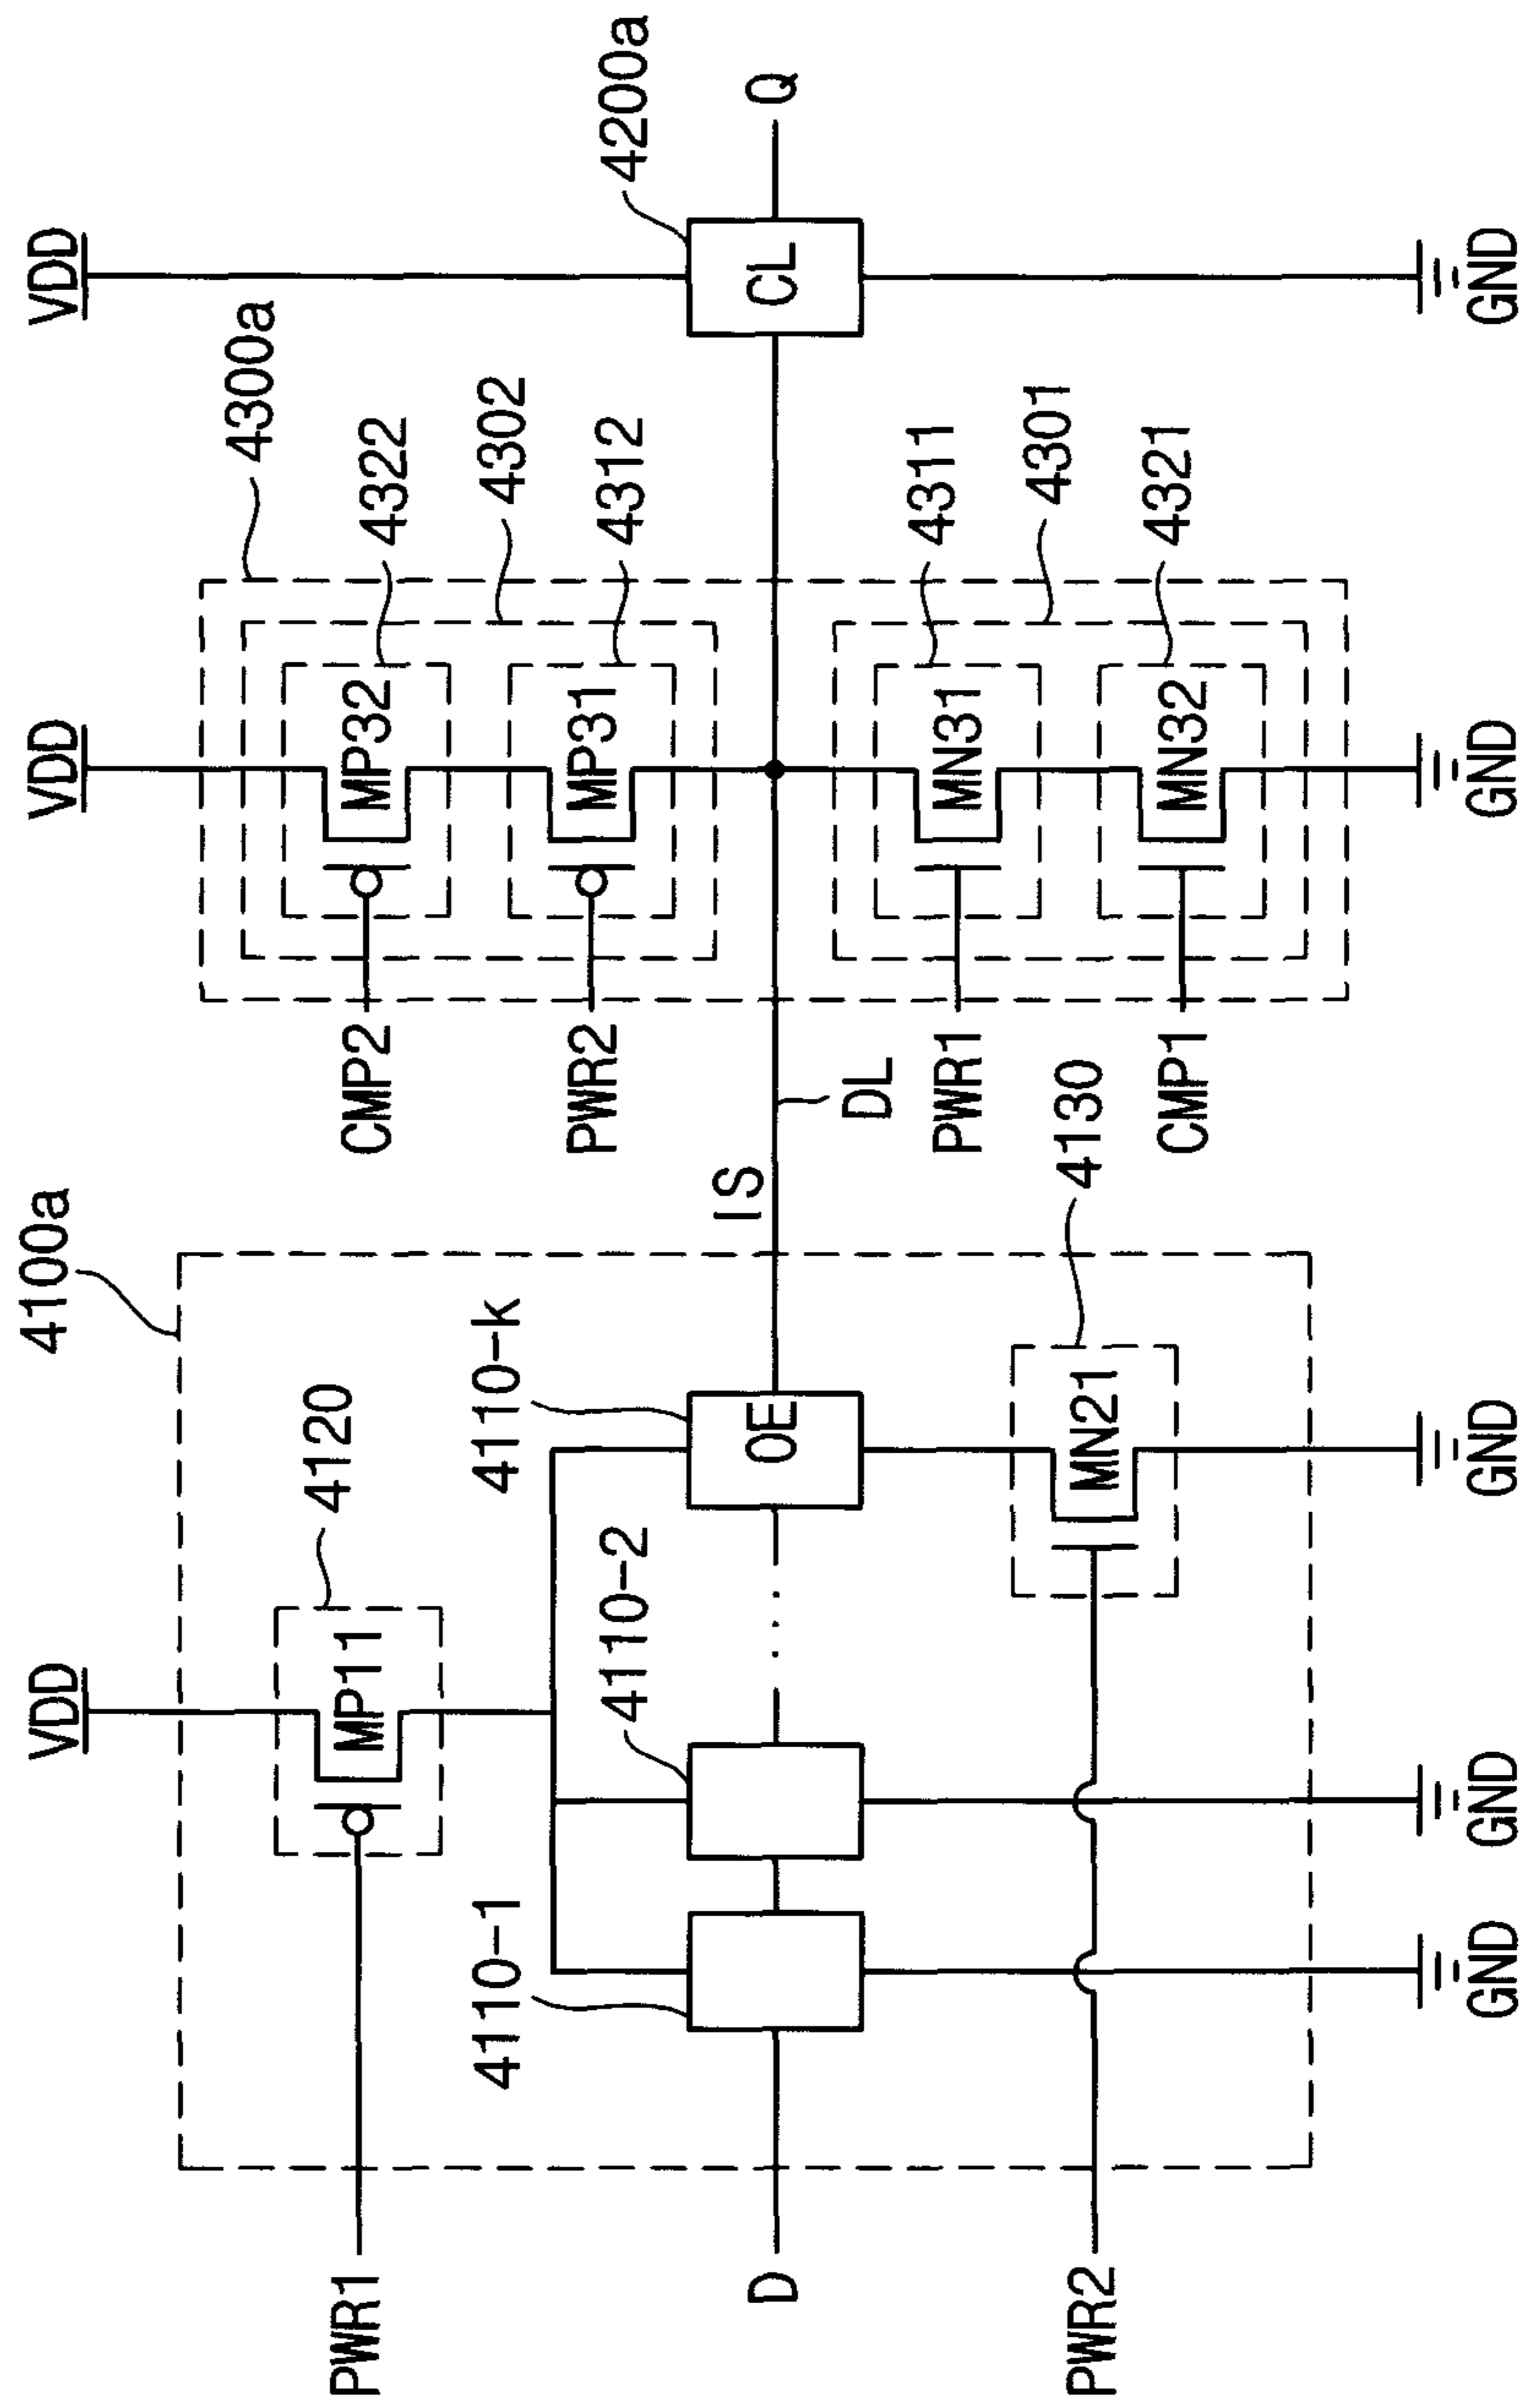 4100a
4300a
4200a
VDD
VDD
VDD
4120
MP11
PWR1
4110-1
4110-2
4110-k
D
OE
IS
DL
4130
MN21
PWR2
CMP2
MP32
4322
4302
PWR2
MP31
4312
CL
Q
PWR1
MN31
4311
4301
CMP1
MN32
4321
GND
GND
GND
GND
GND